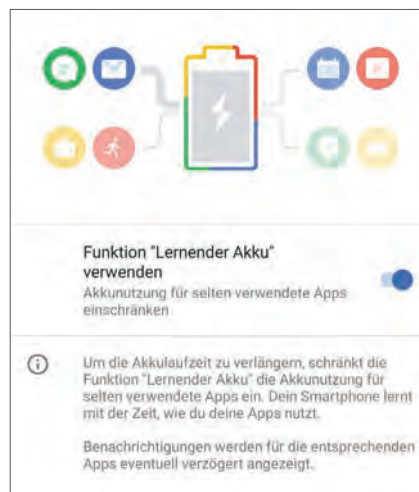 Funktion "Lernender Akku"
verwenden
Akkunutzung für selten verwendete Apps
einschränken
Um die Akkulaufzeit zu verlängern, schränkt die
Funktion "Lernender Akku" die Akkunutzung für
selten verwendete Apps ein. Dein Smartphone lernt
mit der Zeit, wie du deine Apps nutzt.
Benachrichtigungen werden für die entsprechenden
Apps eventuell verzögert angezeigt.